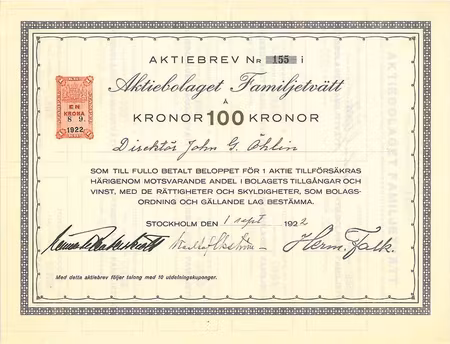 AKTIEBREV NR 155 i
Aktiebolaget Familjetvätt
Å
KRONOR 100 KRONOR
EN
KRONA
8 9.
1922
Direktör John G. Öhlin
SOM TILL FULLO BETALT BELOPPET FÖR 1 AKTIE TILLFÖRSÄKRAS
HÄRIGENOM MOTSVARANDE ANDEL I BOLAGETS TILLGÅNGAR OCH
VINST, MED DE RÄTTIGHETER OCH SKYLDIGHETER, SOM BOLAGS-
ORDNING OCH GÄLLANDE LAG BESTÄMMA.
STOCKHOLM DEN 1 sept 1922
Herm. Falk.
Med detta aktiebrev följer talong med 10 utdelningskuponger.